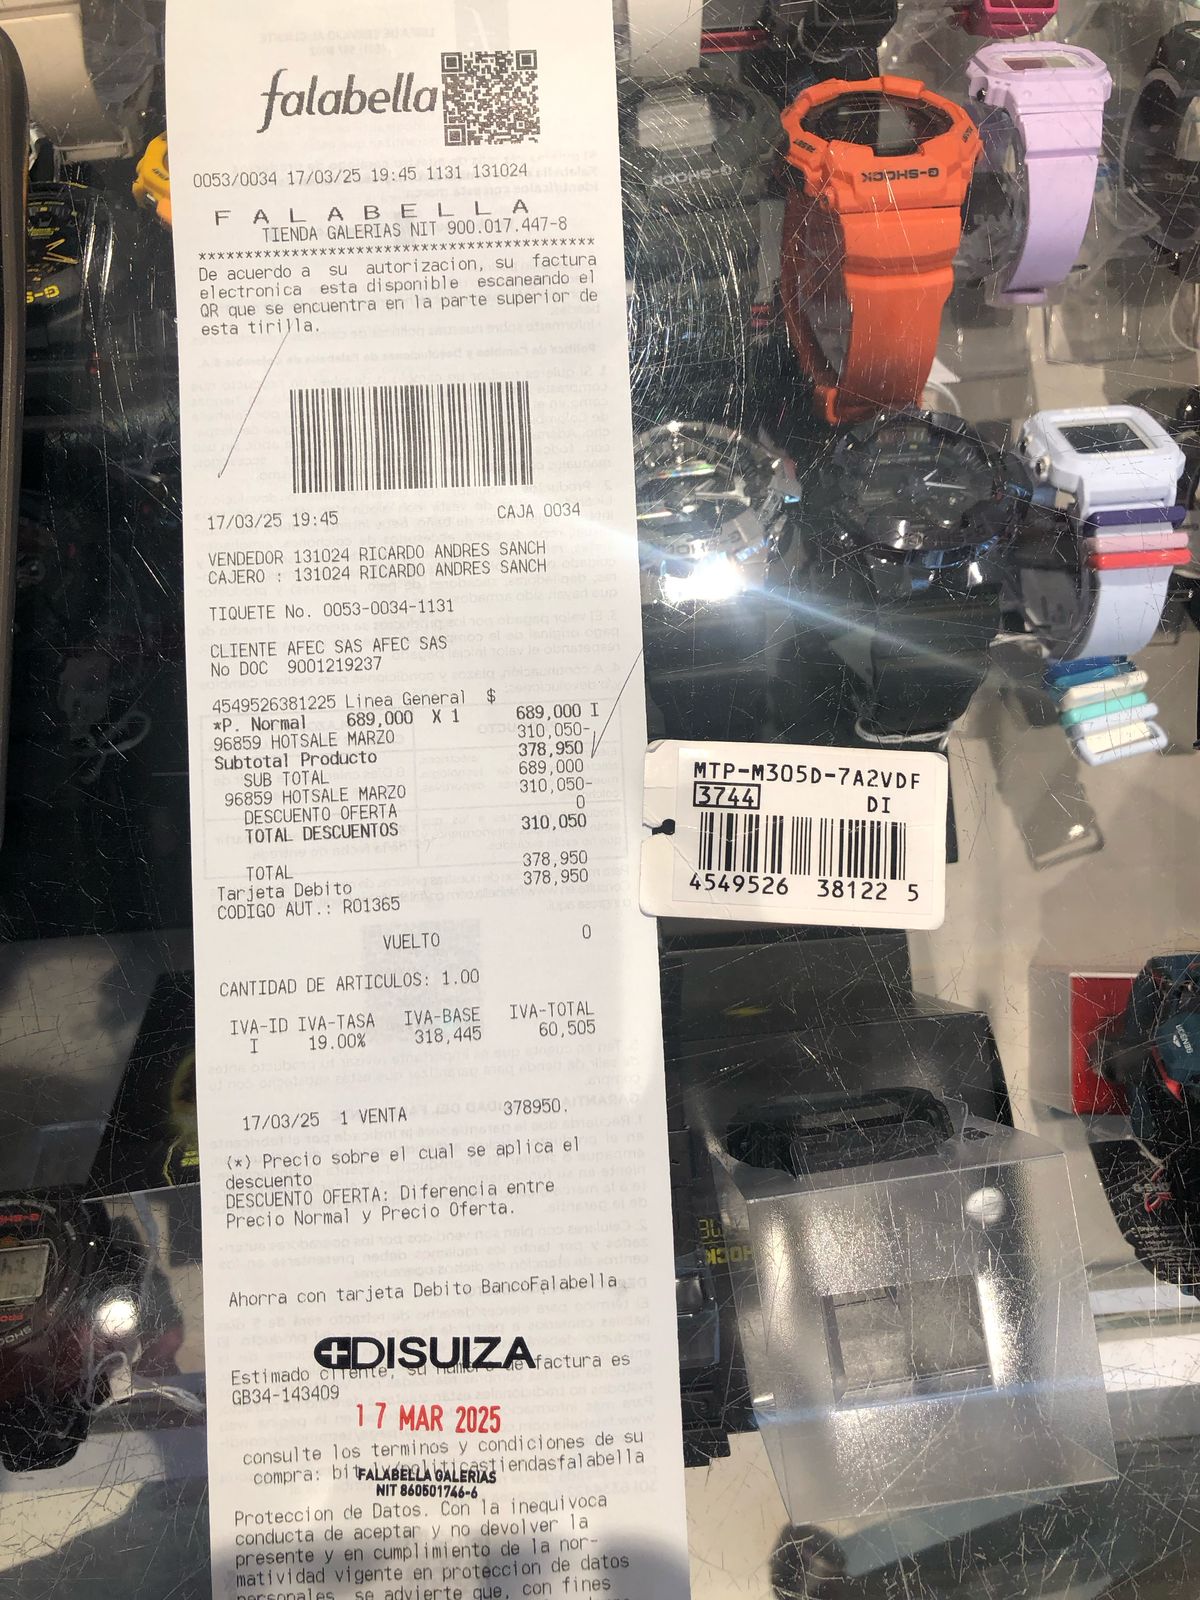 falabella
0053/0034 17/03/25 19:45 1131 131024
F A L A B E L L A
TIENDA GALERIAS NIT 900.017.447-8
****************************************
De acuerdo a su autorizacion, su factura
electronica esta disponible escaneando el
QR que se encuentra en la parte superior de
esta tirilla.
17/03/25 19:45 CAJA 0034
VENDEDOR 131024 RICARDO ANDRES SANCH
CAJERO : 131024 RICARDO ANDRES SANCH
TIQUETE No. 0053-0034-1131
CLIENTE AFEC SAS AFEC SAS
No DOC 9001219237
4549526381225 Linea General $
*P. Normal 689,000 X 1 689,000 I
96859 HOTSALE MARZO 310,050-
Subtotal Producto 378,950
SUB TOTAL 689,000
96859 HOTSALE MARZO 310,050-
DESCUENTO OFERTA 0
TOTAL DESCUENTOS 310,050
TOTAL 378,950
Tarjeta Debito 378,950
CODIGO AUT.: R01365
VUELTO 0
CANTIDAD DE ARTICULOS: 1.00
IVA-ID IVA-TASA IVA-BASE IVA-TOTAL
I 19.00% 318,445 60,505
17/03/25 1 VENTA 378950.
(*) Precio sobre el cual se aplica el
descuento
DESCUENTO OFERTA: Diferencia entre
Precio Normal y Precio Oferta.
Ahorra con tarjeta Debito BancoFalabella
DISUIZA
Estimado cliente, su numero de factura es
GB34-143409
17 MAR 2025
consulte los terminos y condiciones de su
compra: bit.ly/politicastiendasfalabella
FALABELLA GALERIAS
NIT 860501746-6
Proteccion de Datos. Con la inequivoca
conducta de aceptar y no devolver la
presente y en cumplimiento de la nor-
matividad vigente en proteccion de datos
personales, se advierte que, con fines
MTP-M305D-7A2VDF
3744 DI
4549526 38122 5
G-SHOCK
G-SHOCK